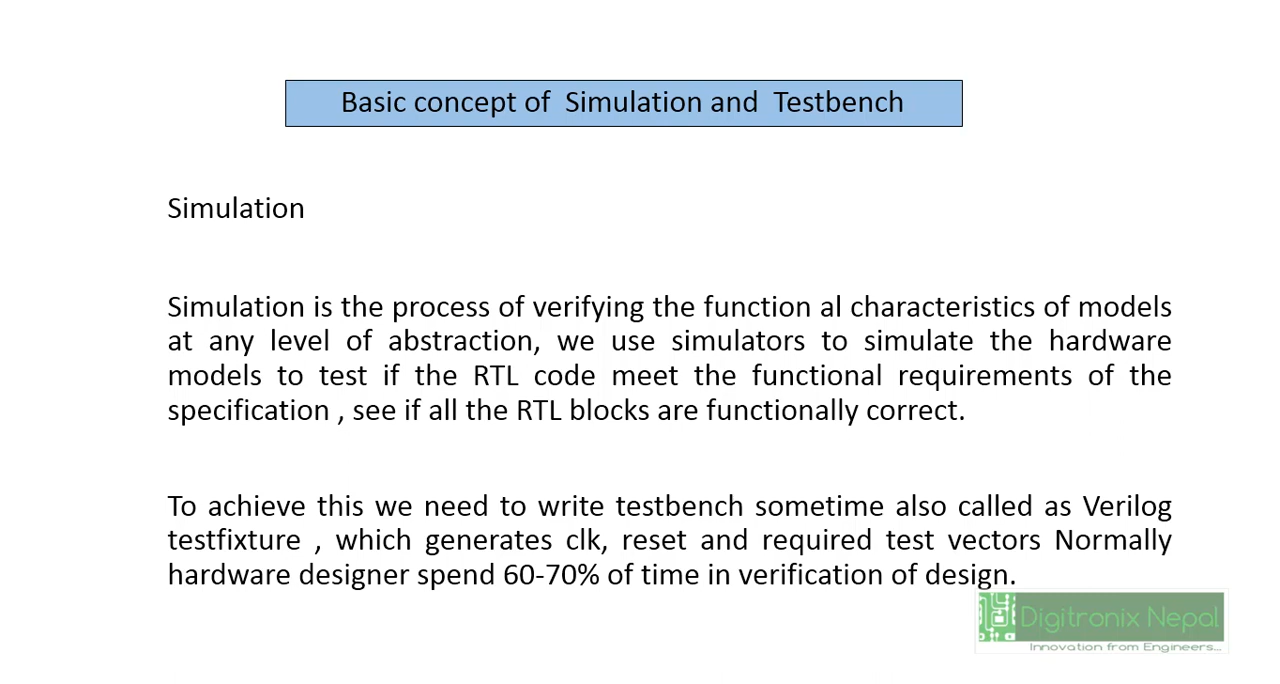 Basic concept of Simulation and Testbench
Simulation
Simulation is the process of verifying the function al characteristics of models
at any level of abstraction, we use simulators to simulate the hardware
models to test if the RTL code meet the functional requirements of the
specification , see if all the RTL blocks are functionally correct.
To achieve this we need to write testbench sometime also called as Verilog
testfixture , which generates clk, reset and required test vectors Normally
hardware designer spend 60-70% of time in verification of design.
Digitronix Nepal
Innovation from Engineers...